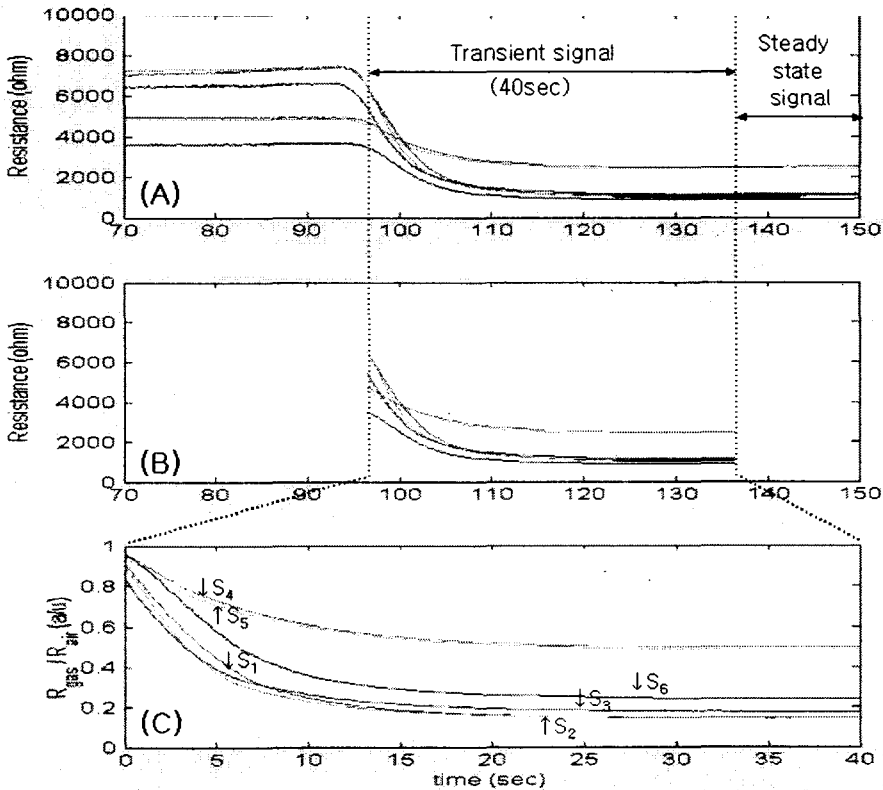 10000
8000
6000
4000
2000
0
Resistance (ohm)
Transient signal
(40sec)
Steady
state
signal
(A)
70 80 90 100 110 120 130 140 150
10000
8000
6000
4000
2000
0
Resistance (ohm)
(B)
70 80 90 100 110 120 130 140 150
1
0.8
0.6
0.4
0.2
0
R gas / R air (a/u)
↓S4
↑S5
↓S1
↓S6
↓S3
↑S2
(C)
0 5 10 15 20 25 30 35 40
time (sec)